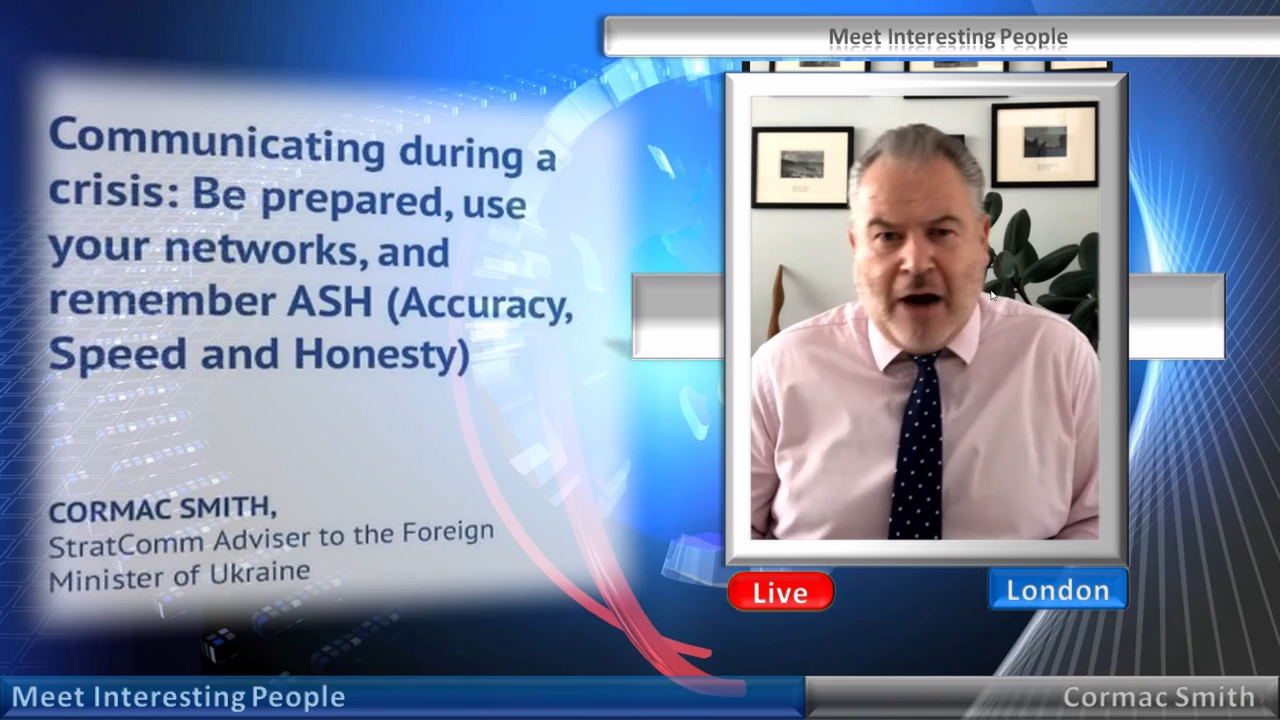 Meet Interesting People
Communicating during a
crisis: Be prepared, use
your networks, and
remember ASH (Accuracy,
Speed and Honesty)
CORMAC SMITH,
StratComm Adviser to the Foreign
Minister of Ukraine
Live
London
Meet Interesting People
Cormac Smith